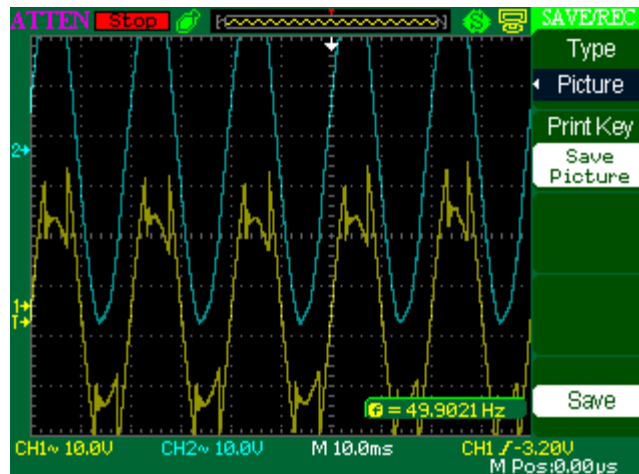 ATTEN Stop SAVE/REC
Type
Picture
Print Key
Save
Picture
2
1
T
f = 49.9021 Hz
Save
CH1~ 10.0V CH2~ 10.0V M 10.0ms CH1 -3.20V
M Pos:0.00µs